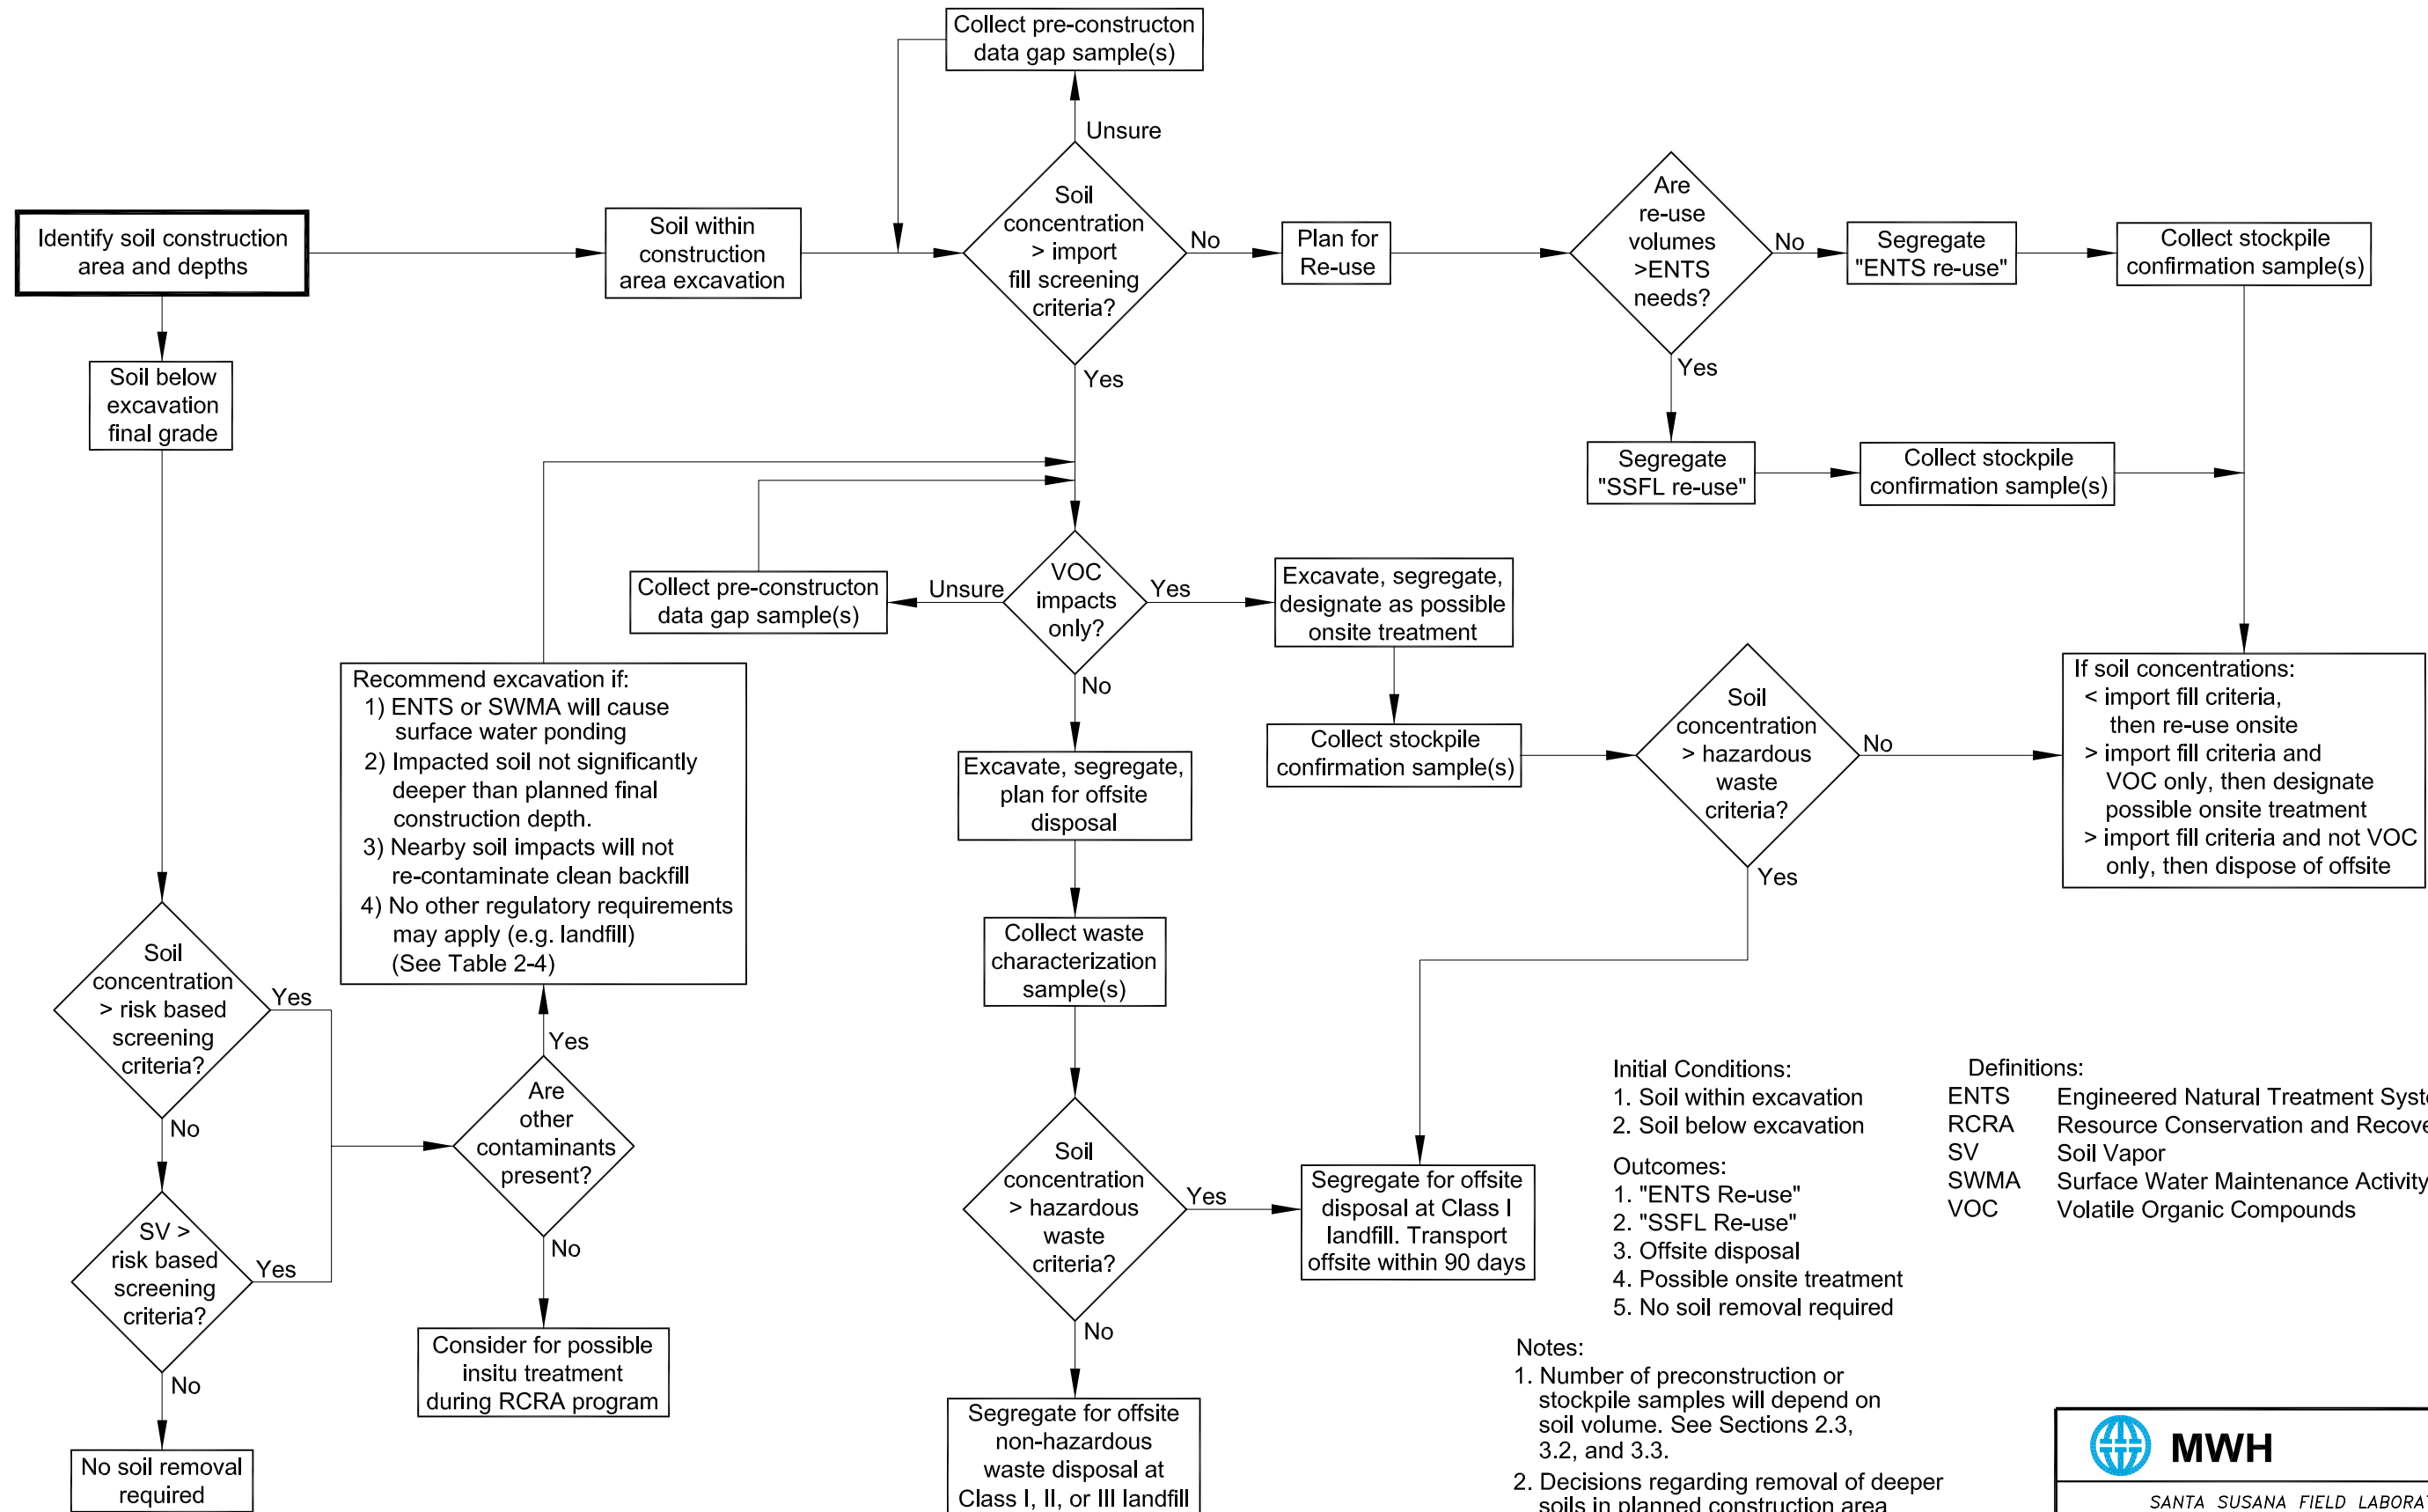 Collect pre-constructon
data gap sample(s)
Unsure
Identify soil construction
area and depths
Soil within
construction
area excavation
Soil
concentration
> import
fill screening
criteria?
No
Plan for
Re-use
Are
re-use
volumes
>ENTS
needs?
No
Segregate
"ENTS re-use"
Collect stockpile
confirmation sample(s)
Yes
Yes
Soil below
excavation
final grade
Segregate
"SSFL re-use"
Collect stockpile
confirmation sample(s)
Collect pre-constructon
data gap sample(s)
Unsure
VOC
impacts
only?
Yes
Excavate, segregate,
designate as possible
onsite treatment
No
Recommend excavation if:
1) ENTS or SWMA will cause
surface water ponding
2) Impacted soil not significantly
deeper than planned final
construction depth.
3) Nearby soil impacts will not
re-contaminate clean backfill
4) No other regulatory requirements
may apply (e.g. landfill)
(See Table 2-4)
Excavate, segregate,
plan for offsite
disposal
Collect stockpile
confirmation sample(s)
Soil
concentration
> hazardous
waste
criteria?
No
Yes
If soil concentrations:
< import fill criteria,
then re-use onsite
> import fill criteria and
VOC only, then designate
possible onsite treatment
> import fill criteria and not VOC
only, then dispose of offsite
Collect waste
characterization
sample(s)
Soil
concentration
> risk based
screening
criteria?
Yes
No
Yes
Are
other
contaminants
present?
No
SV >
risk based
screening
criteria?
Yes
No
Consider for possible
insitu treatment
during RCRA program
No soil removal
required
Soil
concentration
> hazardous
waste
criteria?
Yes
No
Segregate for offsite
disposal at Class I
landfill. Transport
offsite within 90 days
Segregate for offsite
non-hazardous
waste disposal at
Class I, II, or III landfill
Initial Conditions:
1. Soil within excavation
2. Soil below excavation
Outcomes:
1. "ENTS Re-use"
2. "SSFL Re-use"
3. Offsite disposal
4. Possible onsite treatment
5. No soil removal required
Definitions:
ENTS Engineered Natural Treatment Syst
RCRA Resource Conservation and Recove
SV Soil Vapor
SWMA Surface Water Maintenance Activity
VOC Volatile Organic Compounds
Notes:
1. Number of preconstruction or
stockpile samples will depend on
soil volume. See Sections 2.3,
3.2, and 3.3.
2. Decisions regarding removal of deeper
soils in planned construction area
MWH
SANTA SUSANA FIELD LABORAT